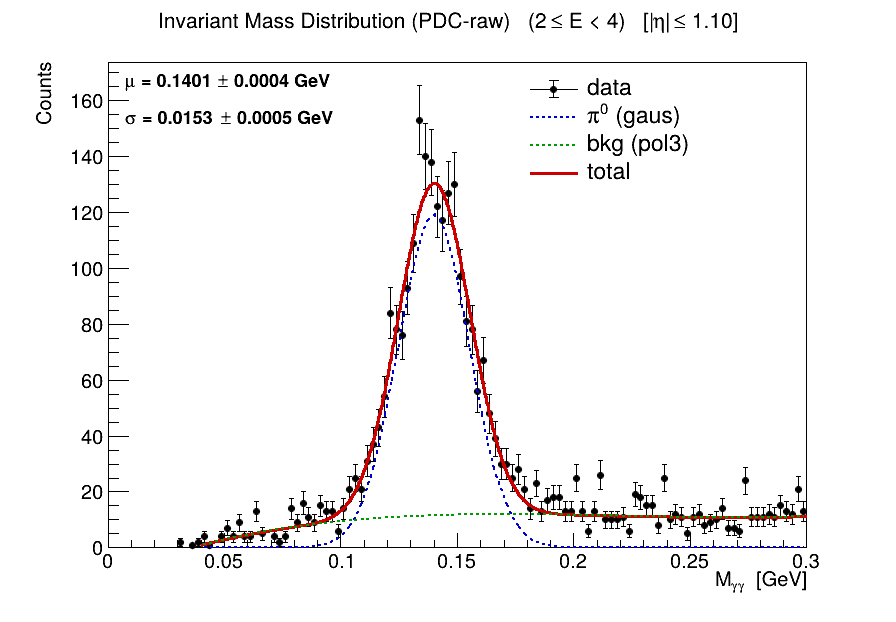 Invariant Mass Distribution (PDC-raw) (2 ≤ E < 4) [|η| ≤ 1.10]
Counts
μ = 0.1401 ± 0.0004 GeV
σ = 0.0153 ± 0.0005 GeV
data
π⁰ (gaus)
bkg (pol3)
total
160
140
120
100
80
60
40
20
0
0 0.05 0.1 0.15 0.2 0.25 0.3
M_γγ [GeV]